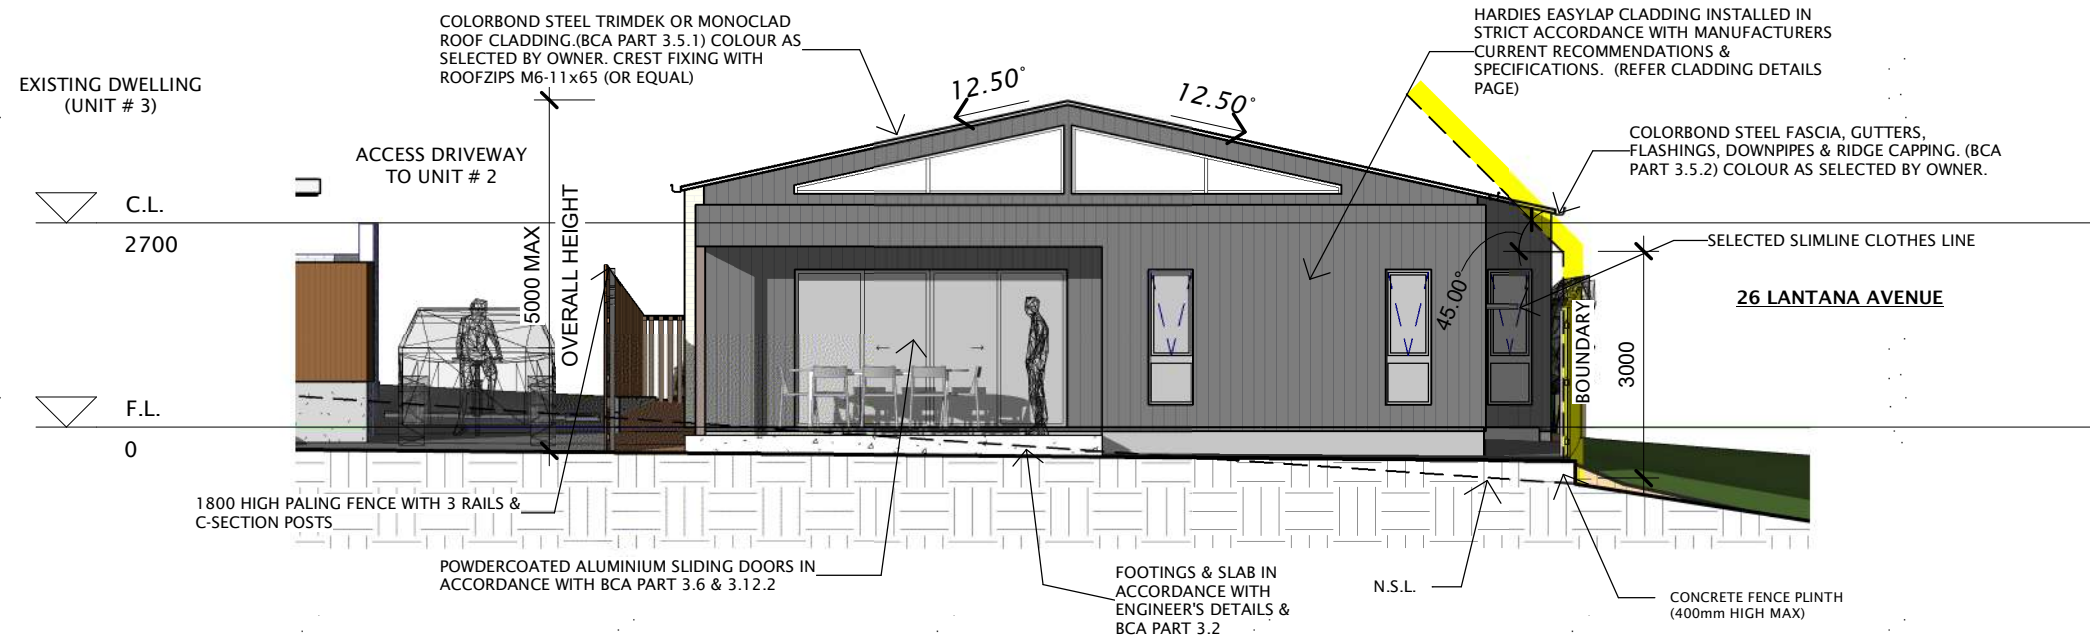 COLORBOND STEEL TRIMDEK OR MONOCLAD
ROOF CLADDING.(BCA PART 3.5.1) COLOUR AS
SELECTED BY OWNER. CREST FIXING WITH
ROOFZIPS M6-11x65 (OR EQUAL)
HARDIES EASYLAP CLADDING INSTALLED IN
STRICT ACCORDANCE WITH MANUFACTURERS
CURRENT RECOMMENDATIONS &
SPECIFICATIONS. (REFER CLADDING DETAILS
PAGE)
EXISTING DWELLING
(UNIT # 3)
12.50°
12.50°
COLORBOND STEEL FASCIA, GUTTERS,
FLASHINGS, DOWNPIPES & RIDGE CAPPING. (BCA
PART 3.5.2) COLOUR AS SELECTED BY OWNER.
ACCESS DRIVEWAY
TO UNIT # 2
C.L.
2700
5000 MAX
OVERALL HEIGHT
SELECTED SLIMLINE CLOTHES LINE
45.00°
26 LANTANA AVENUE
BOUNDARY
3000
F.L.
0
1800 HIGH PALING FENCE WITH 3 RAILS &
C-SECTION POSTS
POWDERCOATED ALUMINIUM SLIDING DOORS IN
ACCORDANCE WITH BCA PART 3.6 & 3.12.2
FOOTINGS & SLAB IN
ACCORDANCE WITH
ENGINEER'S DETAILS &
BCA PART 3.2
N.S.L.
CONCRETE FENCE PLINTH
(400mm HIGH MAX)